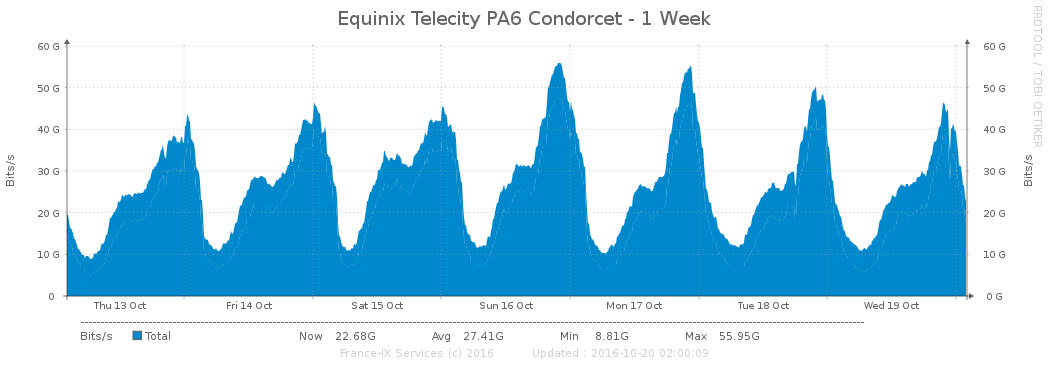 Equinix Telecity PA6 Condorcet - 1 Week
RRDTOOL / TOBI OETIKER
Bits/s
60 G
50 G
40 G
30 G
20 G
10 G
0
60 G
50 G
40 G
30 G
20 G
10 G
0 G
Bits/s
Thu 13 Oct Fri 14 Oct Sat 15 Oct Sun 16 Oct Mon 17 Oct Tue 18 Oct Wed 19 Oct
Bits/s Total Now 22.68G Avg 27.41G Min 8.81G Max 55.95G
France-IX Services (c) 2016 Updated : 2016-10-20 02:00:09